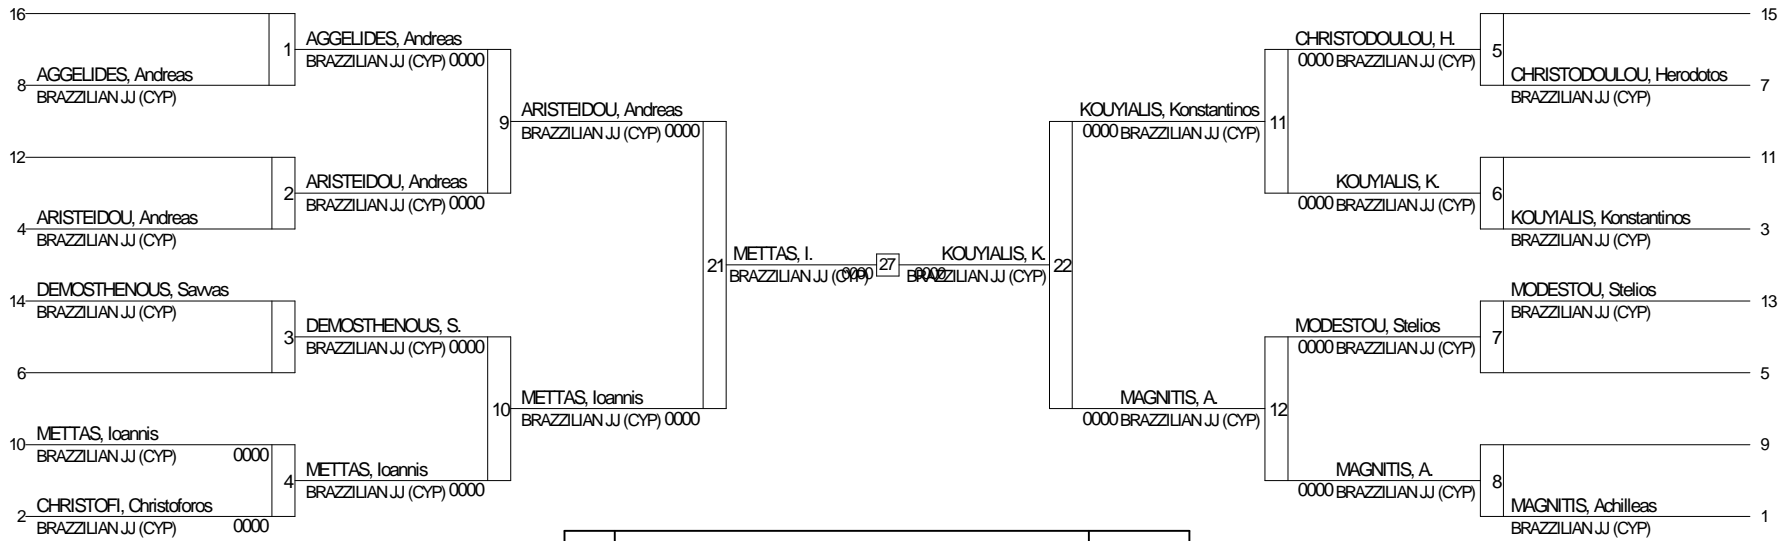 16
1
AGGELIDES, Andreas
BRAZZILIAN JJ (CYP) 0000
AGGELIDES, Andreas
8
BRAZZILIAN JJ (CYP)
9
ARISTEIDOU, Andreas
BRAZZILIAN JJ (CYP) 0000
12
2
ARISTEIDOU, Andreas
BRAZZILIAN JJ (CYP) 0000
ARISTEIDOU, Andreas
4
BRAZZILIAN JJ (CYP)
21
METTAS, I.
BRAZZILIAN JJ (CYP) 0000
27
DEMOSTHENOUS, Savvas
14
BRAZZILIAN JJ (CYP)
3
DEMOSTHENOUS, S.
BRAZZILIAN JJ (CYP) 0000
6
10
METTAS, Ioannis
BRAZZILIAN JJ (CYP) 0000
METTAS, Ioannis
10
BRAZZILIAN JJ (CYP) 0000
4
METTAS, Ioannis
BRAZZILIAN JJ (CYP) 0000
CHRISTOFI, Christoforos
2
BRAZZILIAN JJ (CYP) 0000
KOUYIALIS, K.
0000 BRAZZILIAN JJ (CYP)
22
KOUYIALIS, Konstantinos
0000 BRAZZILIAN JJ (CYP)
11
CHRISTODOULOU, H.
0000 BRAZZILIAN JJ (CYP)
5
15
CHRISTODOULOU, Herodotos
7
BRAZZILIAN JJ (CYP)
KOUYIALIS, K.
0000 BRAZZILIAN JJ (CYP)
6
11
KOUYIALIS, Konstantinos
3
BRAZZILIAN JJ (CYP)
MAGNITIS, A.
0000 BRAZZILIAN JJ (CYP)
12
MODESTOU, Stelios
0000 BRAZZILIAN JJ (CYP)
7
MODESTOU, Stelios
13
BRAZZILIAN JJ (CYP)
5
MAGNITIS, A.
0000 BRAZZILIAN JJ (CYP)
8
9
MAGNITIS, Achilleas
1
BRAZZILIAN JJ (CYP)